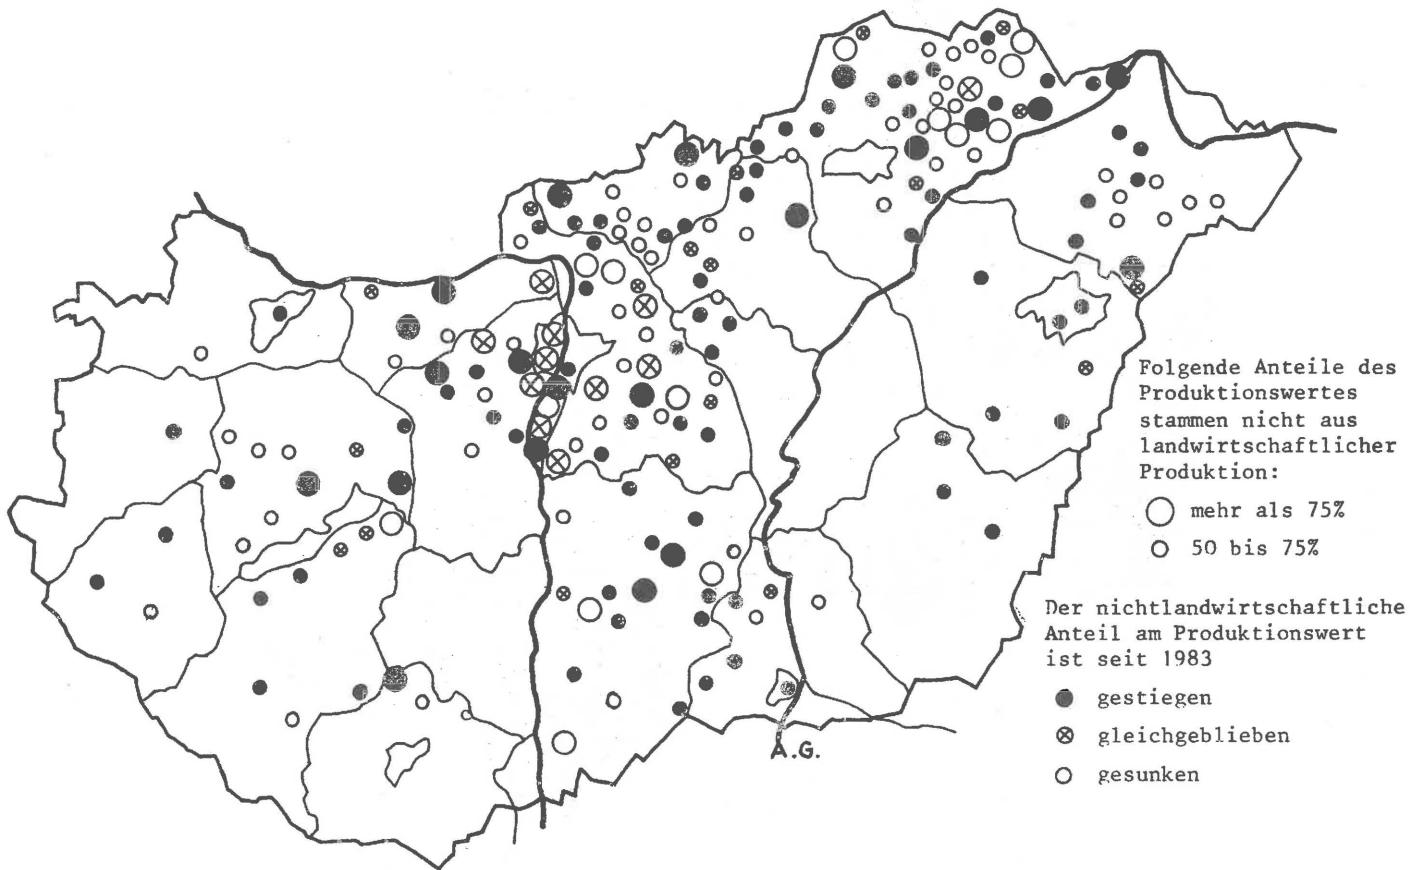 Folgende Anteile des
Produktionswertes
stammen nicht aus
landwirtschaftlicher
Produktion:
mehr als 75%
50 bis 75%
Der nichtlandwirtschaftliche
Anteil am Produktionswert
ist seit 1983
gestiegen
gleichgeblieben
gesunken
A.G.